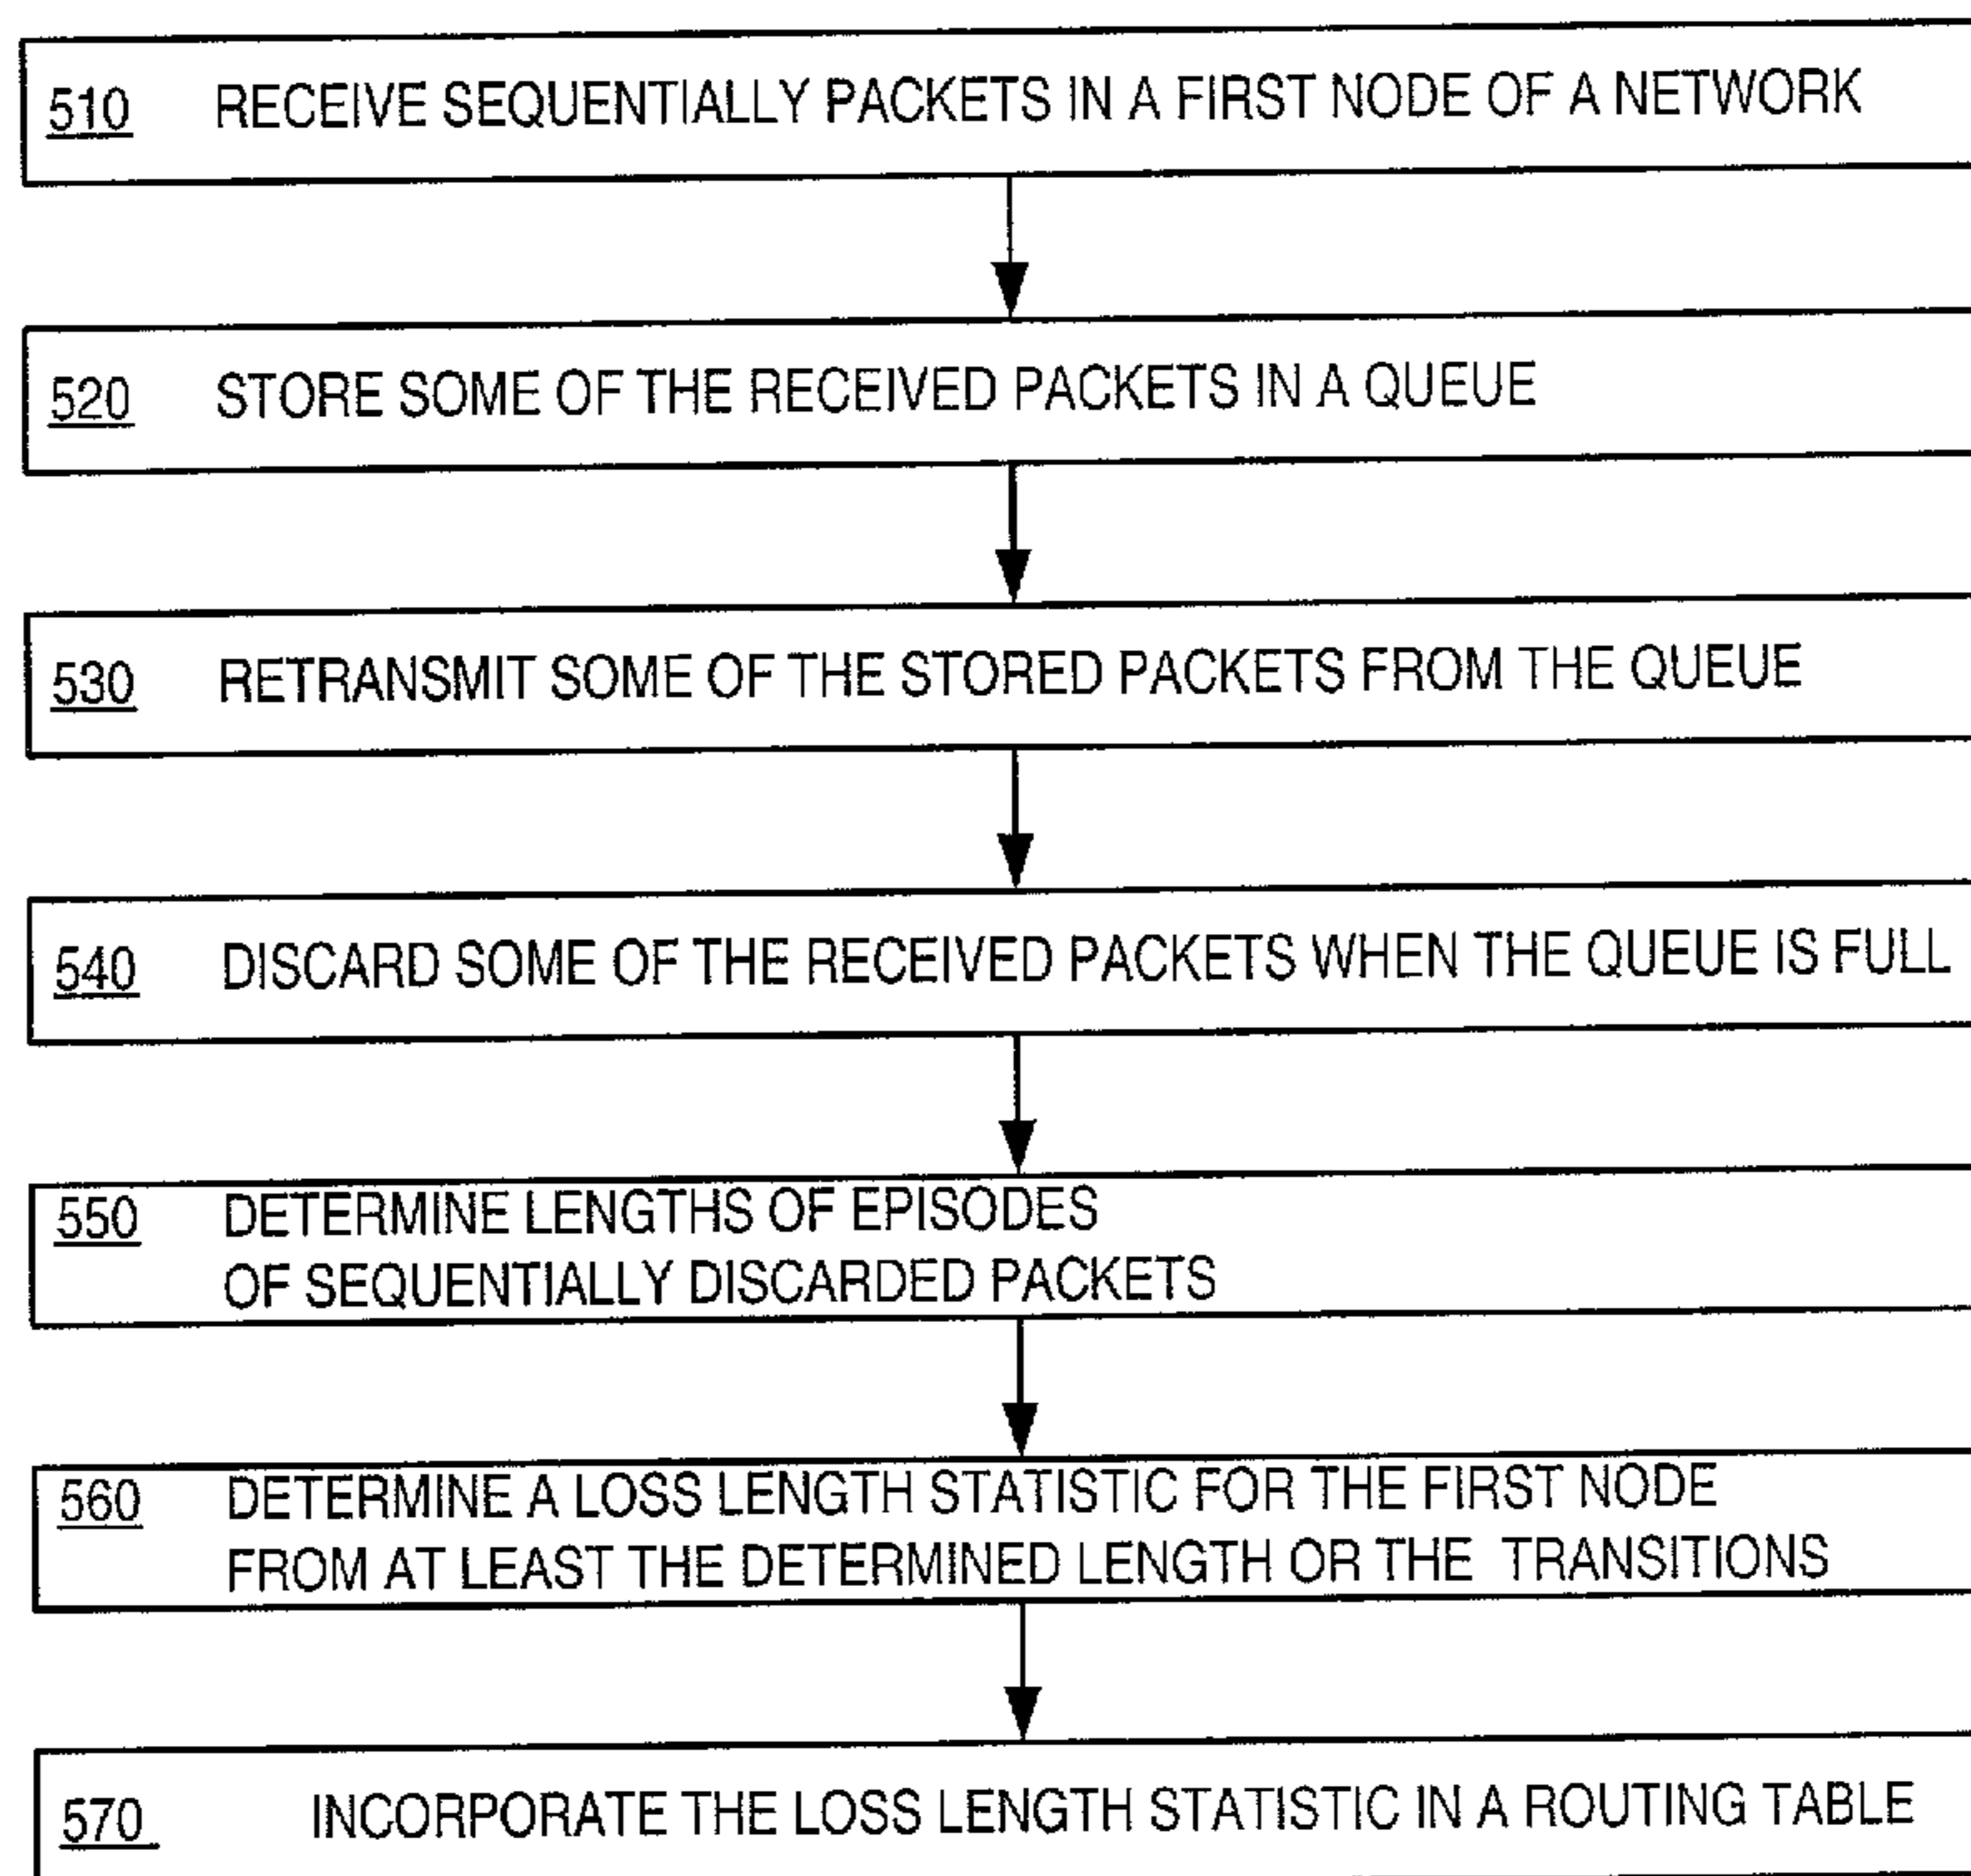 510 RECEIVE SEQUENTIALLY PACKETS IN A FIRST NODE OF A NETWORK
520 STORE SOME OF THE RECEIVED PACKETS IN A QUEUE
530 RETRANSMIT SOME OF THE STORED PACKETS FROM THE QUEUE
540 DISCARD SOME OF THE RECEIVED PACKETS WHEN THE QUEUE IS FULL
550 DETERMINE LENGTHS OF EPISODES
OF SEQUENTIALLY DISCARDED PACKETS
560 DETERMINE A LOSS LENGTH STATISTIC FOR THE FIRST NODE
FROM AT LEAST THE DETERMINED LENGTH OR THE TRANSITIONS
570 INCORPORATE THE LOSS LENGTH STATISTIC IN A ROUTING TABLE